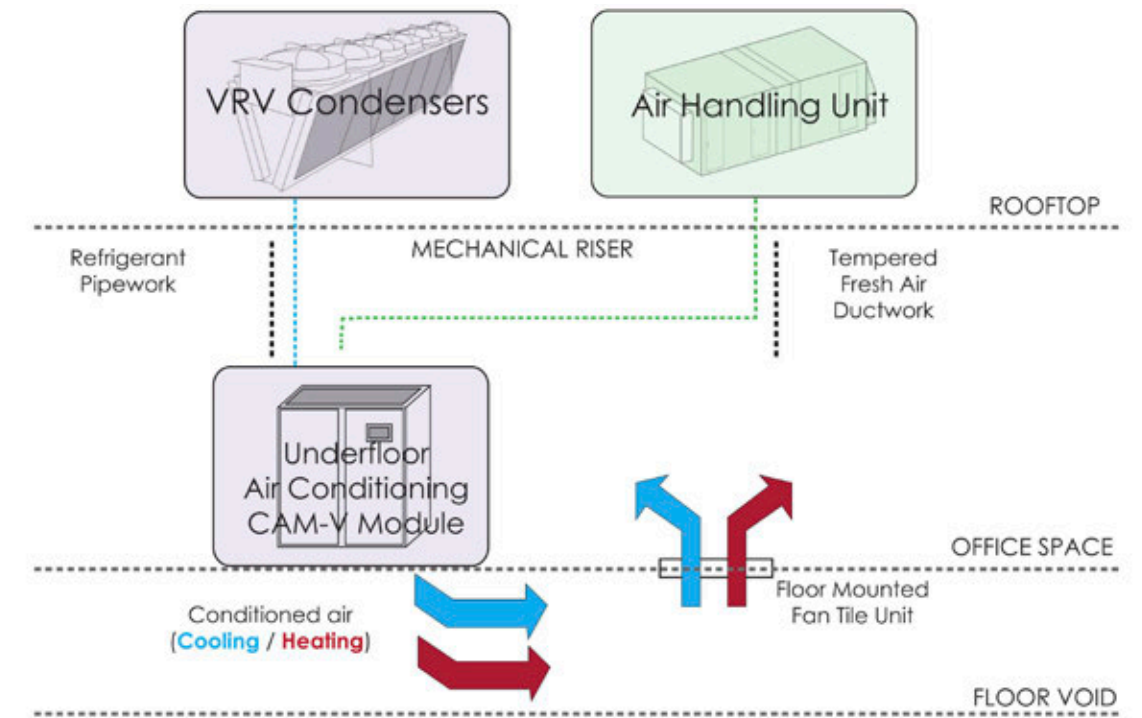 VRV Condensers
Air Handling Unit
ROOFTOP
Refrigerant
Pipework
MECHANICAL RISER
Tempered
Fresh Air
Ductwork
Underfloor
Air Conditioning
CAM-V Module
OFFICE SPACE
Conditioned air
(Cooling / Heating)
Floor Mounted
Fan Tile Unit
FLOOR VOID